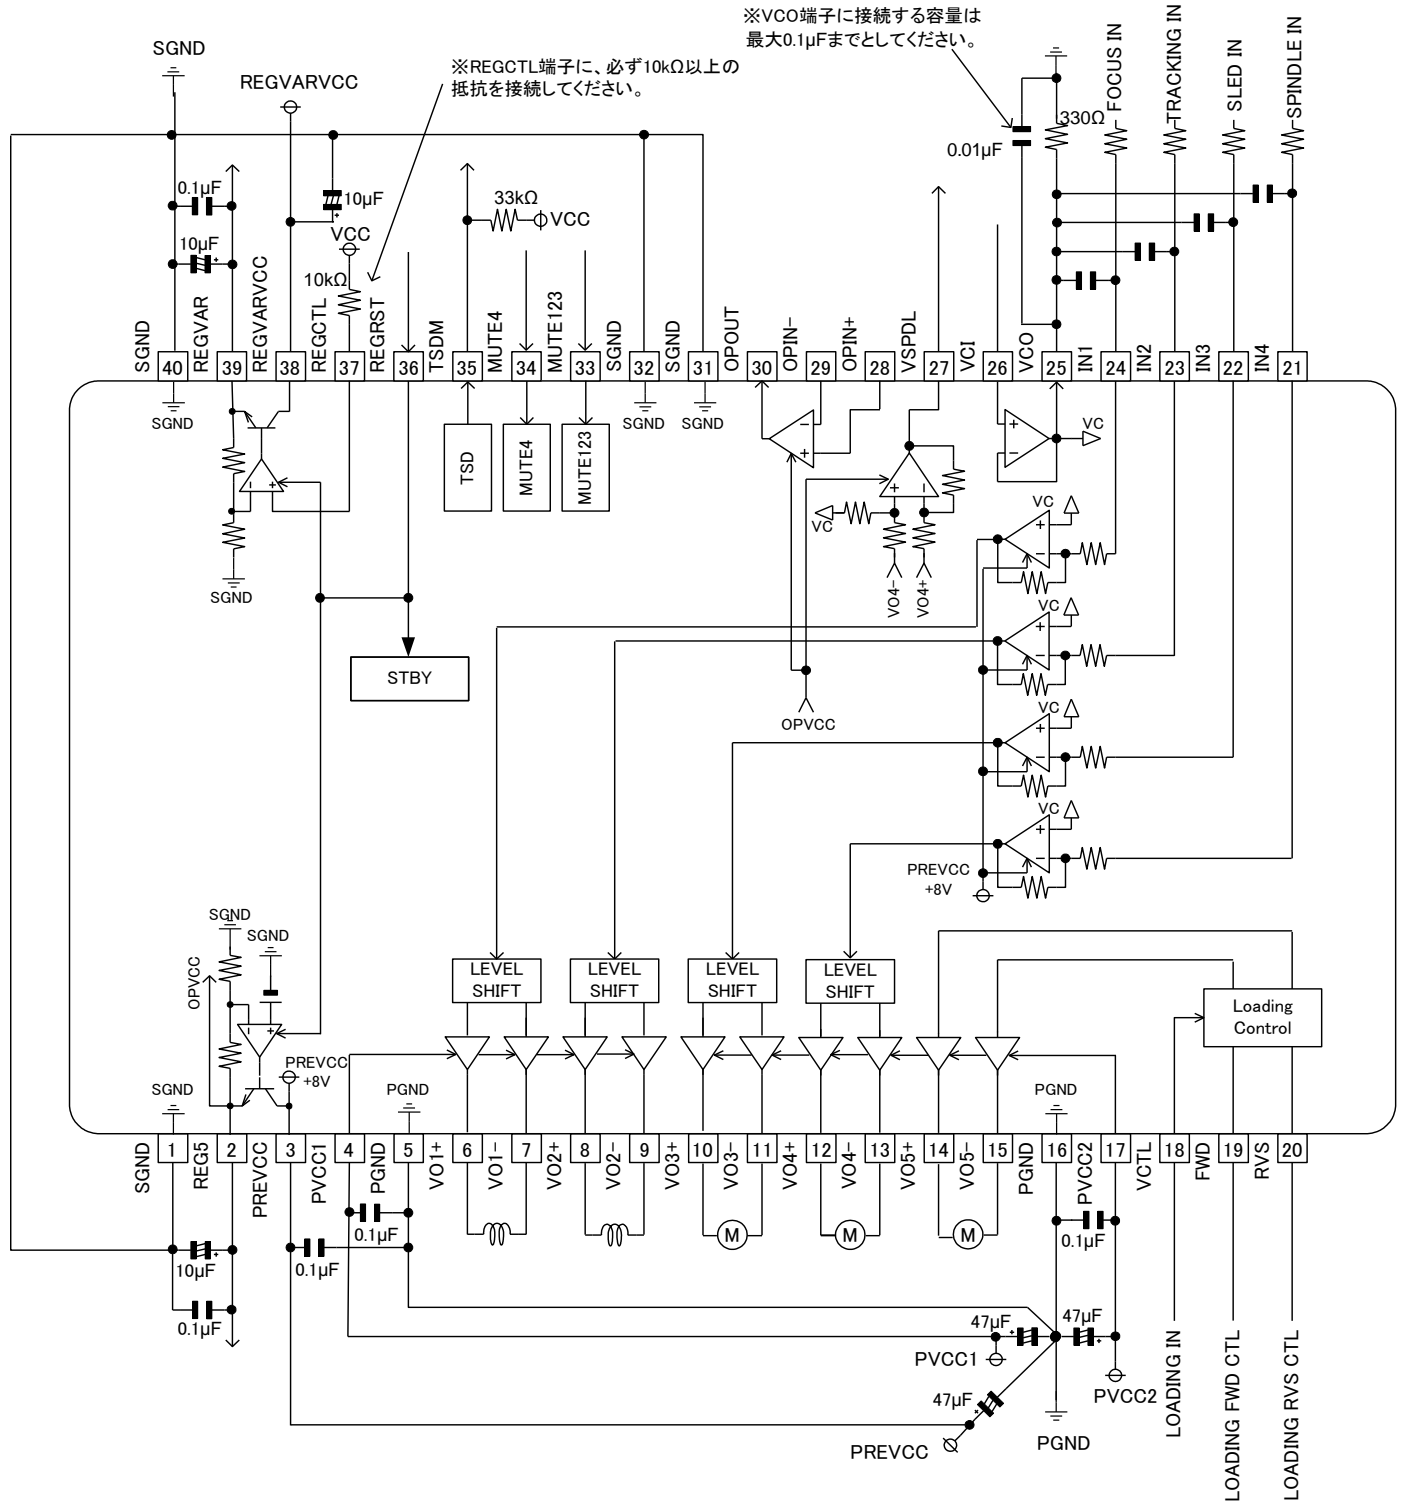 ※VCO端子に接続する容量は
最大0.1μFまでとしてください。
SGND
REGVARVCC
※REGCTL端子に、必ず10kΩ以上の
抵抗を接続してください。
FOCUS IN
TRACKING IN
SLED IN
SPINDLE IN
330Ω
0.01μF
0.1μF
10μF
33kΩ
VCC
10μF
VCC
10kΩ
SGND
REGVAR
REGVARVCC
REGCTL
REGRST
TSDM
MUTE4
MUTE123
SGND
SGND
OPOUT
OPIN-
OPIN+
VSPDL
VCI
VCO
IN1
IN2
IN3
IN4
40
39
38
37
36
35
34
33
32
31
30
29
28
27
26
25
24
23
22
21
SGND
SGND
SGND
TSD
MUTE4
MUTE123
VC
VC
VC
VO4-
VO4+
SGND
VC
STBY
OPVCC
VC
VC
PREVCC
+8V
SGND
SGND
OPVCC
LEVEL
SHIFT
LEVEL
SHIFT
LEVEL
SHIFT
LEVEL
SHIFT
Loading
Control
PREVCC
+8V
SGND
PGND
PGND
1
2
3
4
5
6
7
8
9
10
11
12
13
14
15
16
17
18
19
20
SGND
REG5
PREVCC
PVCC1
PGND
VO1+
VO1-
VO2+
VO2-
VO3+
VO3-
VO4+
VO4-
VO5+
VO5-
PGND
PVCC2
VCTL
FWD
RVS
0.1μF
M
M
M
0.1μF
10μF
0.1μF
0.1μF
47μF
47μF
PVCC1
PVCC2
47μF
PREVCC
PGND
LOADING IN
LOADING FWD CTL
LOADING RVS CTL